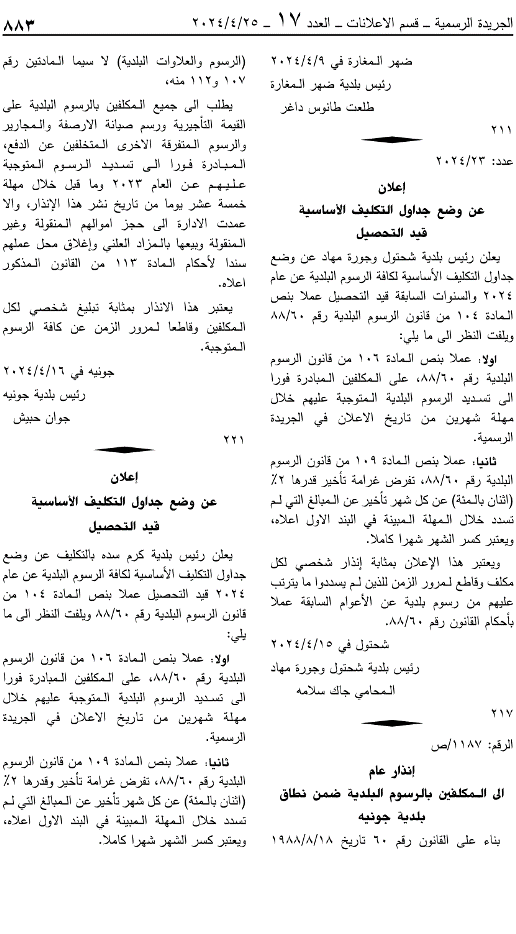 الجريدة الرسمية ــ قسم الاعلانات ــ العدد ١٧ ــ ٢٠٢٤/٤/٢٥
٨٨٣
ضهر المغارة في ٢٠٢٤/٤/٩
رئيس بلدية ضهر المغارة
طلعت طانوس داغر
٢١١
عدد: ٢٠٢٤/٢٣
إعلان
عن وضع جداول التكليف الأساسية
قيد التحصيل
يعلن رئيس بلدية شحتول وجورة مهاد عن وضع
جداول التكليف الأساسية لكافة الرسوم البلدية عن عام
٢٠٢٤ والسنوات السابقة قيد التحصيل عملا بنص
المادة ١٠٤ من قانون الرسوم البلدية رقم ٨٨/٦٠
ويلفت النظر الى ما يلي:
اولا: عملا بنص المادة ١٠٦ من قانون الرسوم
البلدية رقم ٨٨/٦٠، على المكلفين المبادرة فورا
الى تسديد الرسوم البلدية المتوجبة عليهم خلال
مهلة شهرين من تاريخ الاعلان في الجريدة
الرسمية.
ثانيا: عملا بنص المادة ١٠٩ من قانون الرسوم
البلدية رقم ٨٨/٦٠، تفرض غرامة تأخير قدرها ٢٪
(اثنان بالمئة) عن كل شهر تأخير عن المبالغ التي لم
تسدد خلال المهلة المبينة في البند الاول اعلاه،
ويعتبر كسر الشهر شهرا كاملا.
ويعتبر هذا الإعلان بمثابة إنذار شخصي لكل
مكلف وقاطع لمرور الزمن للذين لم يسددوا ما يترتب
عليهم من رسوم بلدية عن الأعوام السابقة عملا
بأحكام القانون رقم ٨٨/٦٠.
شحتول في ٢٠٢٤/٤/١٥
رئيس بلدية شحتول وجورة مهاد
المحامي جاك سلامه
٢١٧
الرقم: ١١٨٧/ص
إنذار عام
الى المكلفين بالرسوم البلدية ضمن نطاق
بلدية جونيه
بناء على القانون رقم ٦٠ تاريخ ١٩٨٨/٨/١٨
(الرسوم والعلاوات البلدية) لا سيما المادتين رقم
١٠٧ و١١٢ منه،
يطلب الى جميع المكلفين بالرسوم البلدية على
القيمة التأجيرية ورسم صيانة الارصفة والمجارير
والرسوم المتفرقة الاخرى المتخلفين عن الدفع،
المبادرة فورا الى تسديد الرسوم المتوجبة
عليهم عن العام ٢٠٢٣ وما قبل خلال مهلة
خمسة عشر يوما من تاريخ نشر هذا الإنذار، والا
عمدت الادارة الى حجز اموالهم المنقولة وغير
المنقولة وبيعها بالمزاد العلني وإغلاق محل عملهم
سندا لأحكام المادة ١١٣ من القانون المذكور
اعلاه.
يعتبر هذا الانذار بمثابة تبليغ شخصي لكل
المكلفين وقاطعا لمرور الزمن عن كافة الرسوم
المتوجبة.
جونيه في ٢٠٢٤/٤/١٦
رئيس بلدية جونيه
جوان حبيش
٢٢١
إعلان
عن وضع جداول التكليف الأساسية
قيد التحصيل
يعلن رئيس بلدية كرم سده بالتكليف عن وضع
جداول التكليف الأساسية لكافة الرسوم البلدية عن عام
٢٠٢٤ قيد التحصيل عملا بنص المادة ١٠٤ من
قانون الرسوم البلدية رقم ٨٨/٦٠ ويلفت النظر الى ما
يلي:
اولا: عملا بنص المادة ١٠٦ من قانون الرسوم
البلدية رقم ٨٨/٦٠، على المكلفين المبادرة فورا
الى تسديد الرسوم البلدية المتوجبة عليهم خلال
مهلة شهرين من تاريخ الاعلان في الجريدة
الرسمية.
ثانيا: عملا بنص المادة ١٠٩ من قانون الرسوم
البلدية رقم ٨٨/٦٠، تفرض غرامة تأخير وقدرها ٢٪
(اثنان بالمئة) عن كل شهر تأخير عن المبالغ التي لم
تسدد خلال المهلة المبينة في البند الاول اعلاه،
ويعتبر كسر الشهر شهرا كاملا.